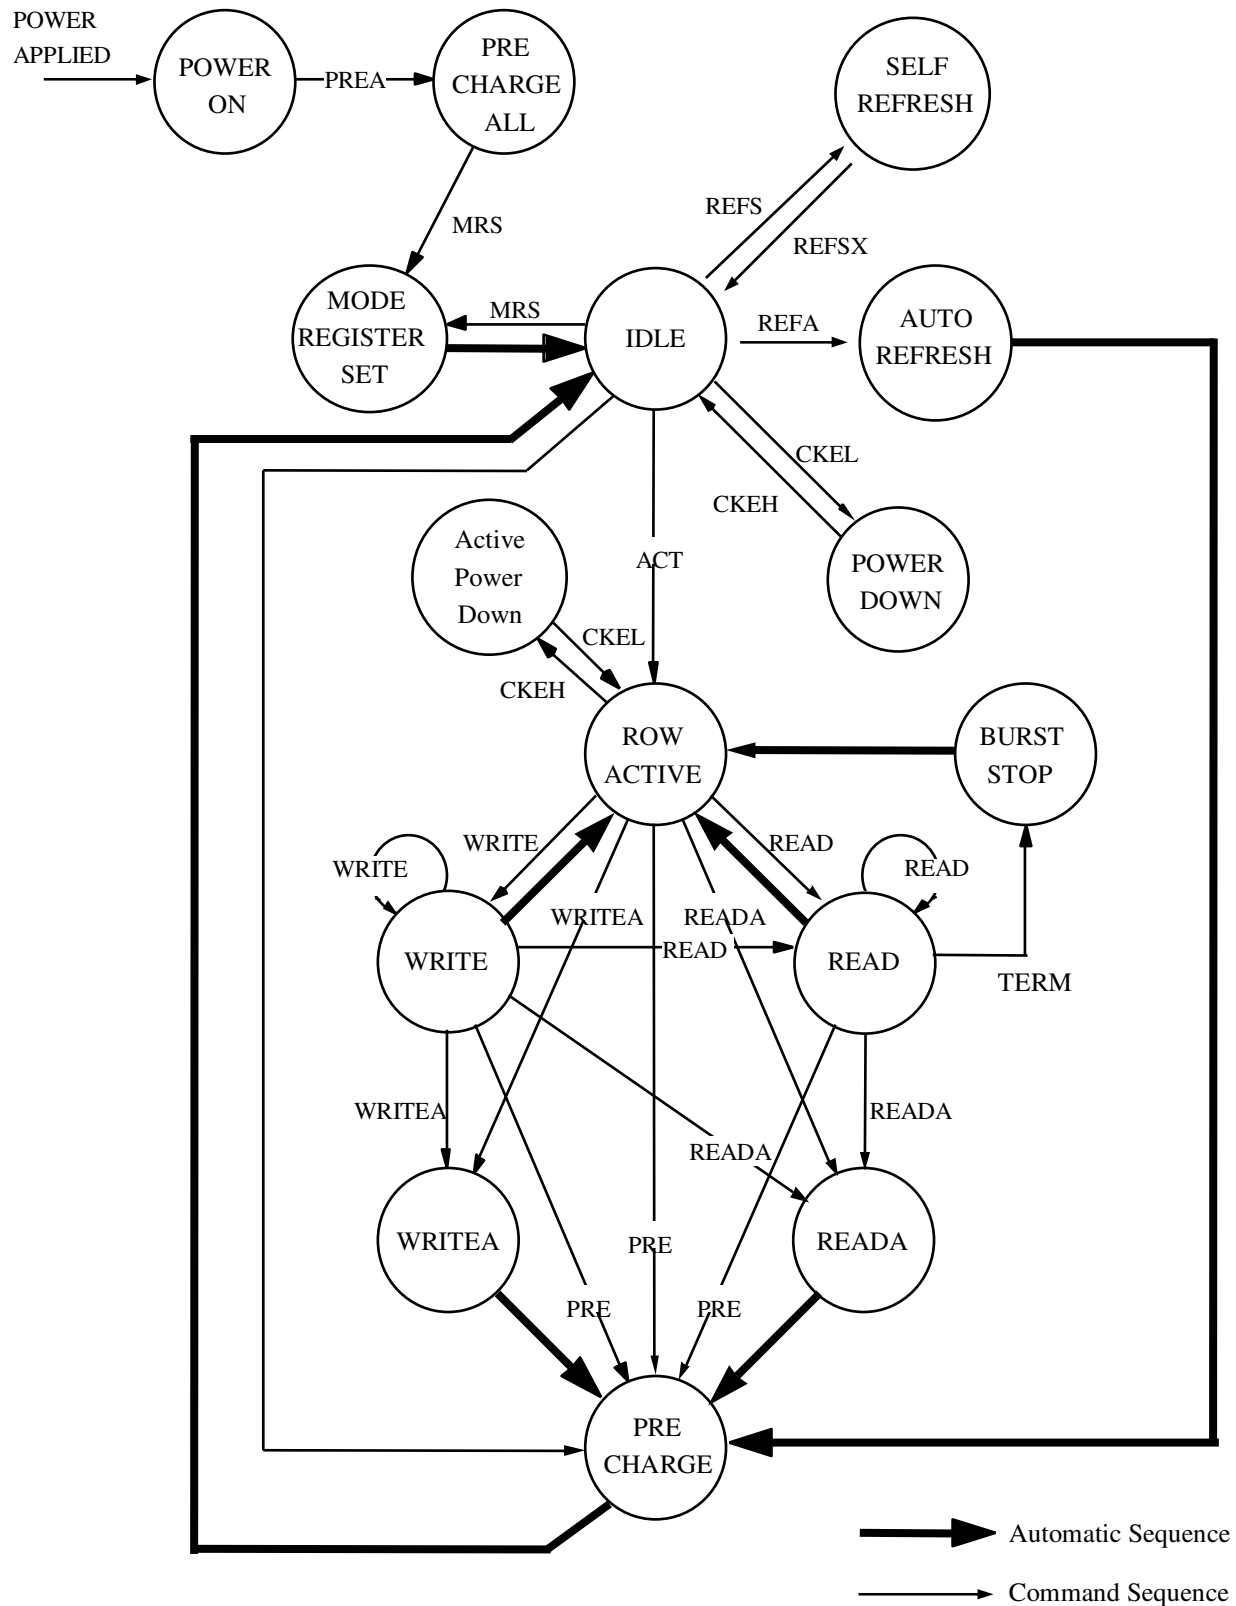 POWER
APPLIED
POWER
ON
PREA
PRE
CHARGE
ALL
SELF
REFRESH
MRS
REFS
REFSX
MODE
REGISTER
SET
MRS
IDLE
REFA
AUTO
REFRESH
CKEL
CKEH
Active
Power
Down
ACT
POWER
DOWN
CKEL
CKEH
ROW
ACTIVE
BURST
STOP
WRITE
WRITE
READ
READ
WRITEA
READA
WRITE
READ
READ
TERM
WRITEA
READA
READA
WRITEA
PRE
READA
PRE
PRE
PRE
CHARGE
Automatic Sequence
Command Sequence